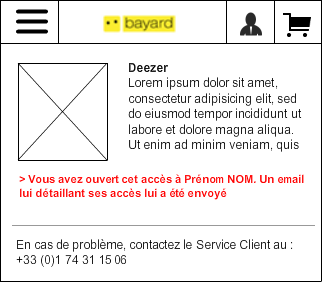 bayard
Deezer
Lorem ipsum dolor sit amet,
consectetur adipisicing elit, sed
do eiusmod tempor incididunt ut
labore et dolore magna aliqua.
Ut enim ad minim veniam, quis
> Vous avez ouvert cet accès à Prénom NOM. Un email
lui détaillant ses accès lui a été envoyé
En cas de problème, contactez le Service Client au :
+33 (0)1 74 31 15 06